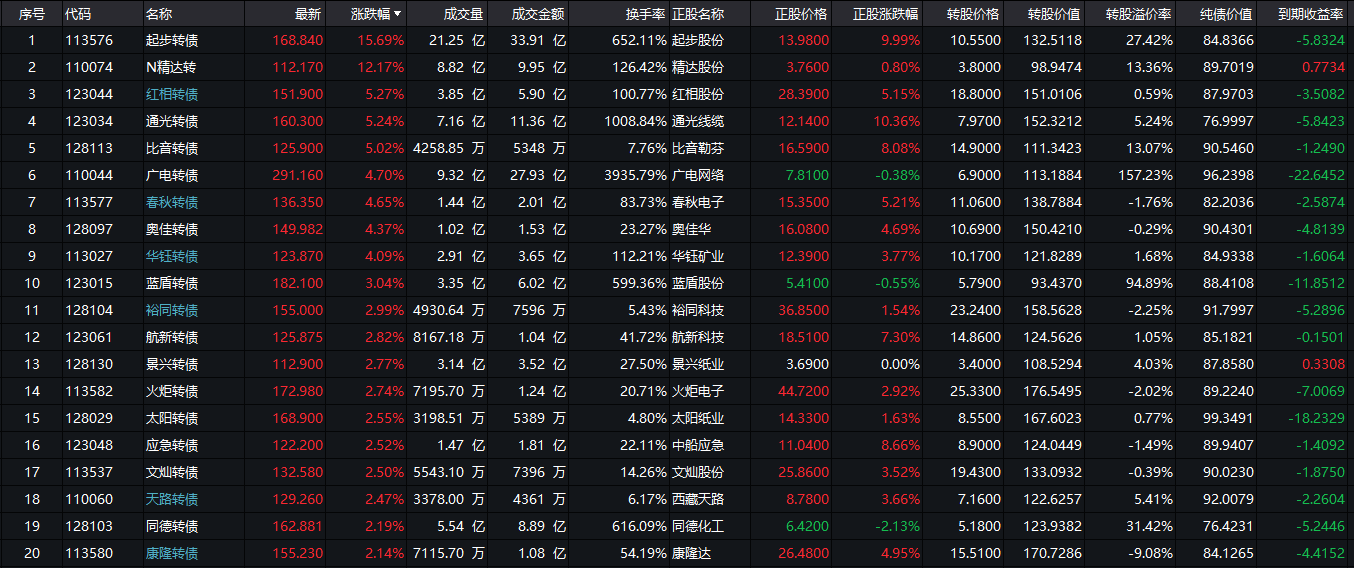 序号 代码 名称 最新 涨跌幅 成交量 成交金额 换手率 正股名称 正股价格 正股涨跌幅 转股价格 转股价值 转股溢价率 纯债价值 到期收益率
1 113576 起步转债 168.840 15.69% 21.25 亿 33.91 亿 652.11% 起步股份 13.9800 9.99% 10.5500 132.5118 27.42% 84.8366 -5.8324
2 110074 N精达转 112.170 12.17% 8.82 亿 9.95 亿 126.42% 精达股份 3.7600 0.80% 3.8000 98.9474 13.36% 89.7019 0.7734
3 123044 红相转债 151.900 5.27% 3.85 亿 5.90 亿 100.77% 红相股份 28.3900 5.15% 18.8000 151.0106 0.59% 87.9703 -3.5082
4 123034 通光转债 160.300 5.24% 7.16 亿 11.36 亿 1008.84% 通光线缆 12.1400 10.36% 7.9700 152.3212 5.24% 76.9997 -5.8423
5 128113 比音转债 125.900 5.02% 4258.85 万 5348 万 7.76% 比音勒芬 16.5900 8.08% 14.9000 111.3423 13.07% 90.5460 -1.2490
6 110044 广电转债 291.160 4.70% 9.32 亿 27.93 亿 3935.79% 广电网络 7.8100 -0.38% 6.9000 113.1884 157.23% 96.2398 -22.6452
7 113577 春秋转债 136.350 4.65% 1.44 亿 2.01 亿 83.73% 春秋电子 15.3500 5.21% 11.0600 138.7884 -1.76% 82.2036 -2.5874
8 128097 奥佳转债 149.982 4.37% 1.02 亿 1.53 亿 23.27% 奥佳华 16.0800 4.69% 10.6900 150.4210 -0.29% 90.4301 -4.8139
9 113027 华钰转债 123.870 4.09% 2.91 亿 3.65 亿 112.21% 华钰矿业 12.3900 3.77% 10.1700 121.8289 1.68% 84.9338 -1.6064
10 123015 蓝盾转债 182.100 3.04% 3.35 亿 6.02 亿 599.36% 蓝盾股份 5.4100 -0.55% 5.7900 93.4370 94.89% 88.4108 -11.8512
11 128104 裕同转债 155.000 2.99% 4930.64 万 7596 万 5.43% 裕同科技 36.8500 1.54% 23.2400 158.5628 -2.25% 91.7997 -5.2896
12 123061 航新转债 125.875 2.82% 8167.18 万 1.04 亿 41.72% 航新科技 18.5100 7.30% 14.8600 124.5626 1.05% 85.1821 -0.1501
13 128130 景兴转债 112.900 2.77% 3.14 亿 3.52 亿 27.50% 景兴纸业 3.6900 0.00% 3.4000 108.5294 4.03% 87.8580 0.3308
14 113582 火炬转债 172.980 2.74% 7195.70 万 1.24 亿 20.71% 火炬电子 44.7200 2.92% 25.3300 176.5495 -2.02% 89.2240 -7.0069
15 128029 太阳转债 168.900 2.55% 3198.51 万 5389 万 4.80% 太阳纸业 14.3300 1.63% 8.5500 167.6023 0.77% 99.3491 -18.2329
16 123048 应急转债 122.200 2.52% 1.47 亿 1.81 亿 22.11% 中船应急 11.0400 8.66% 8.9000 124.0449 -1.49% 89.9407 -1.4092
17 113537 文灿转债 132.580 2.50% 5543.10 万 7396 万 14.26% 文灿股份 25.8600 3.52% 19.4300 133.0932 -0.39% 90.0230 -1.8750
18 110060 天路转债 129.260 2.47% 3378.00 万 4361 万 6.17% 西藏天路 8.7800 3.66% 7.1600 122.6257 5.41% 92.0079 -2.2604
19 128103 同德转债 162.881 2.19% 5.54 亿 8.89 亿 616.09% 同德化工 6.4200 -2.13% 5.1800 123.9382 31.42% 76.4231 -5.2446
20 113580 康隆转债 155.230 2.14% 7115.70 万 1.08 亿 54.19% 康隆达 26.4800 4.95% 15.5100 170.7286 -9.08% 84.1265 -4.4152